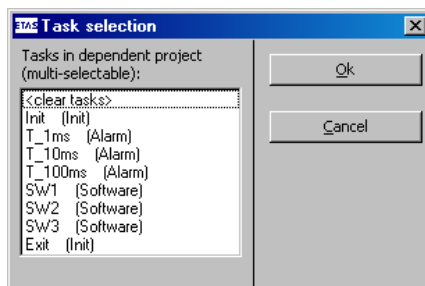 ETAS Task selection
Tasks in dependent project
(multi-selectable):
<clear tasks>
Init (Init)
T_1ms (Alarm)
T_10ms (Alarm)
T_100ms (Alarm)
SW1 (Software)
SW2 (Software)
SW3 (Software)
Exit (Init)
Ok
Cancel